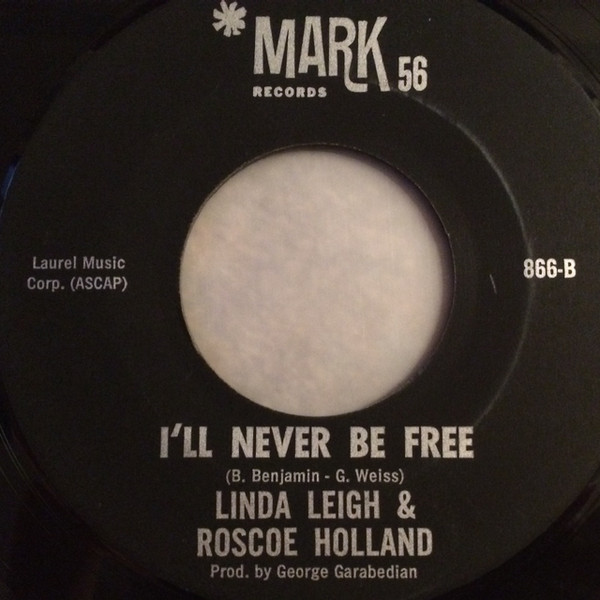 *MARK 56
RECORDS
Laurel Music
Corp. (ASCAP)
866-B
I'LL NEVER BE FREE
(B. Benjamin - G. Weiss)
LINDA LEIGH &
ROSCOE HOLLAND
Prod. by George Garabedian